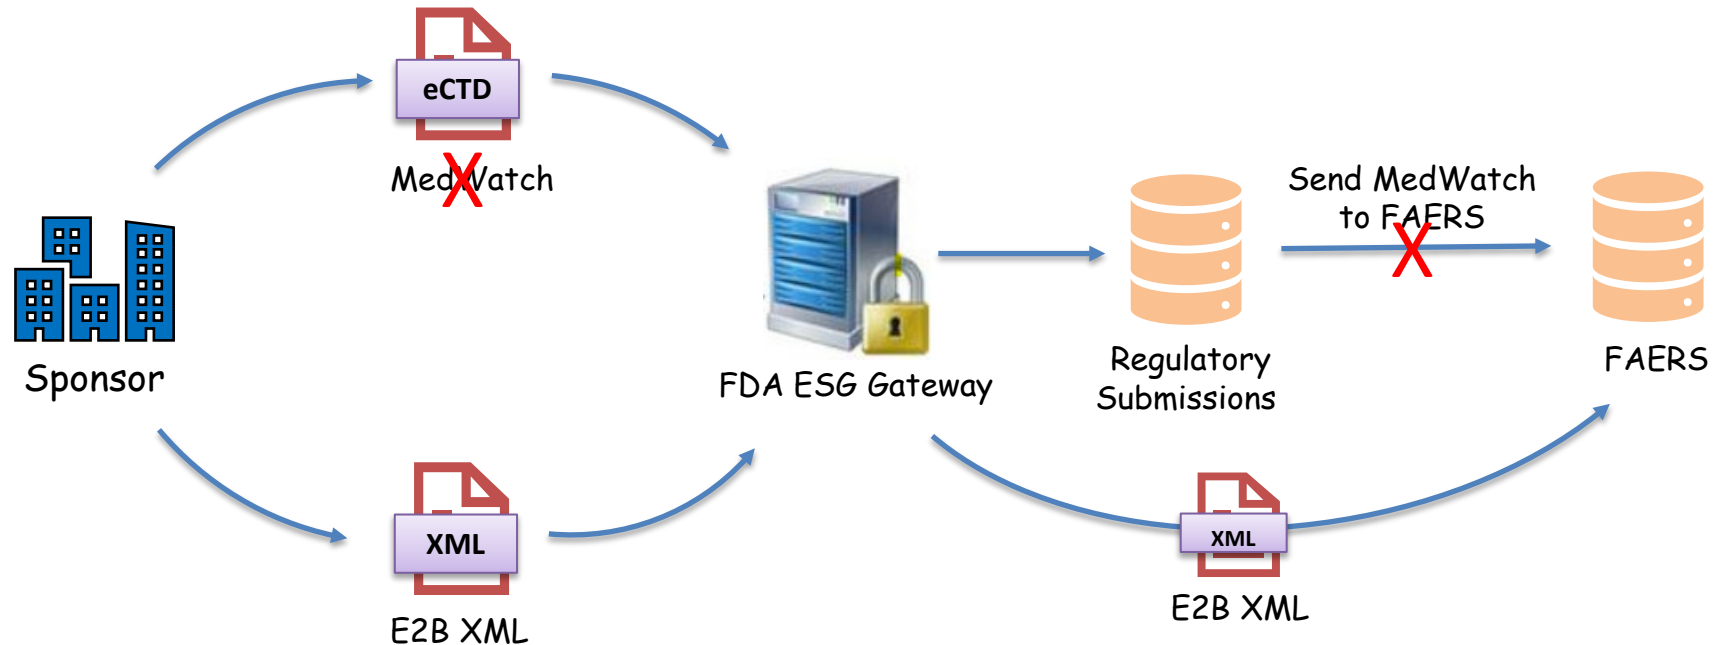 eCTD
MedWatch
X
Sponsor
XML
E2B XML
FDA ESG Gateway
Regulatory
Submissions
Send MedWatch
to FAERS
X
FAERS
XML
E2B XML